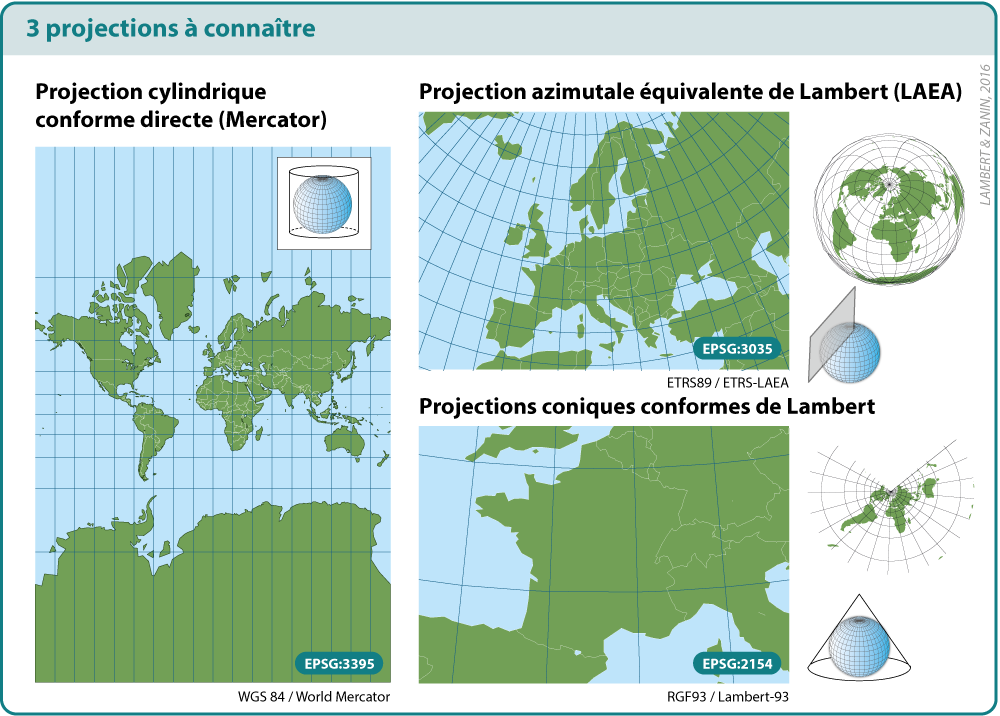 3 projections à connaître
Projection cylindrique
conforme directe (Mercator)
EPSG:3395
WGS 84 / World Mercator
Projection azimutale équivalente de Lambert (LAEA)
EPSG:3035
ETRS89 / ETRS-LAEA
Projections coniques conformes de Lambert
EPSG:2154
RGF93 / Lambert-93
LAMBERT & ZANIN, 2016